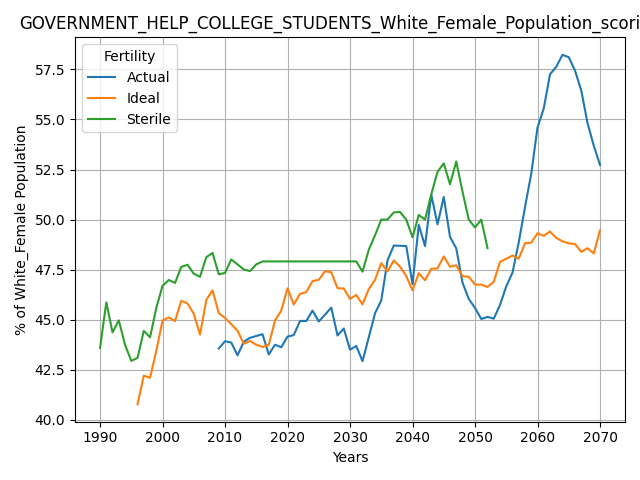 GOVERNMENT_HELP_COLLEGE_STUDENTS_White_Female_Population_scori
Fertility
Actual
Ideal
Sterile
% of White_Female Population
57.5
55.0
52.5
50.0
47.5
45.0
42.5
40.0
1990 2000 2010 2020 2030 2040 2050 2060 2070
Years